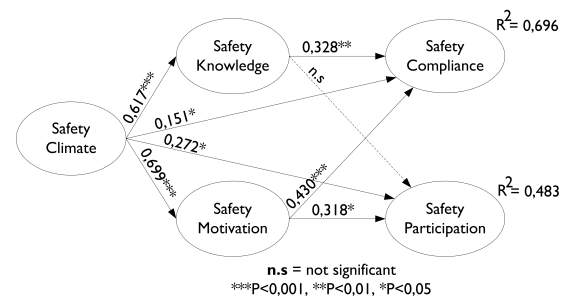 R2= 0,696
Safety
Knowledge
0,328**
Safety
Compliance
0,617***
n.s
0,151*
Safety
Climate
0,272*
0,699***
0,430***
R2= 0,483
Safety
Motivation
0,318*
Safety
Participation
n.s = not significant
***P<0,001, **P<0,01, *P<0,05